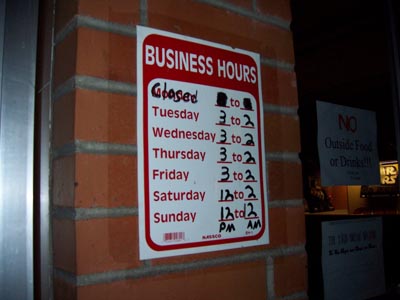 BUSINESS HOURS
Closed to
Tuesday 3 to 2
Wednesday 3 to 2
Thursday 3 to 2
Friday 3 to 2
Saturday 12 to 2
Sunday 12 to 12
PM AM
NO
Outside Food
or Drinks!!!